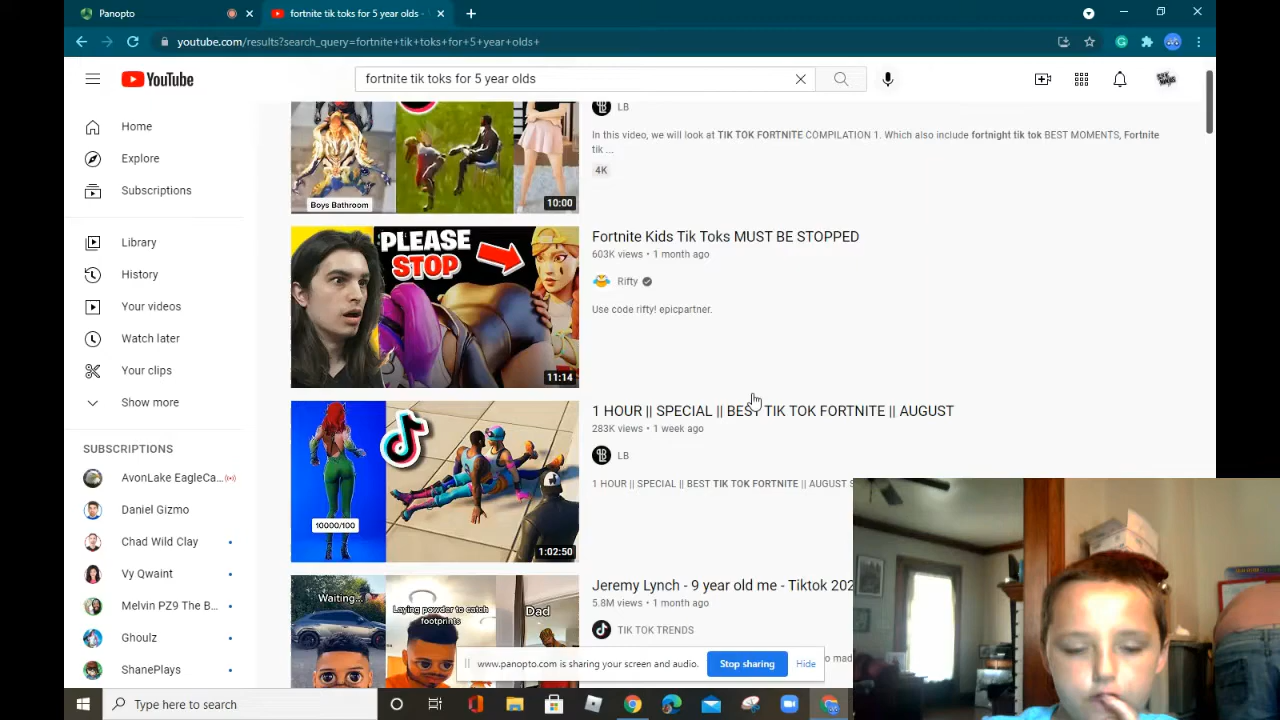 Panopto
fortnite tik toks for 5 year olds -
youtube.com/results?search_query=fortnite+tik+toks+for+5+year+olds+
YouTube
fortnite tik toks for 5 year olds
Home
Explore
Subscriptions
Library
History
Your videos
Watch later
Your clips
Show more
SUBSCRIPTIONS
AvonLake EagleCa...
Daniel Gizmo
Chad Wild Clay
Vy Qwaint
Melvin PZ9 The B...
Ghoulz
ShanePlays
Boys Bathroom
10:00
LB
In this video, we will look at TIK TOK FORTNITE COMPILATION 1. Which also include fortnight tik tok BEST MOMENTS, Fortnite
tik ...
4K
PLEASE
STOP
11:14
Fortnite Kids Tik Toks MUST BE STOPPED
603K views • 1 month ago
Rifty
Use code rifty! epicpartner.
10000/100
1:02:50
1 HOUR || SPECIAL || BEST TIK TOK FORTNITE || AUGUST
283K views • 1 week ago
LB
1 HOUR || SPECIAL || BEST TIK TOK FORTNITE || AUGUST S
Waiting...
Laying powder to catch
footprints
Dad
Jeremy Lynch - 9 year old me - Tiktok 202
5.8M views • 1 month ago
TIK TOK TRENDS
www.panopto.com is sharing your screen and audio.
Stop sharing
Hide
Type here to search